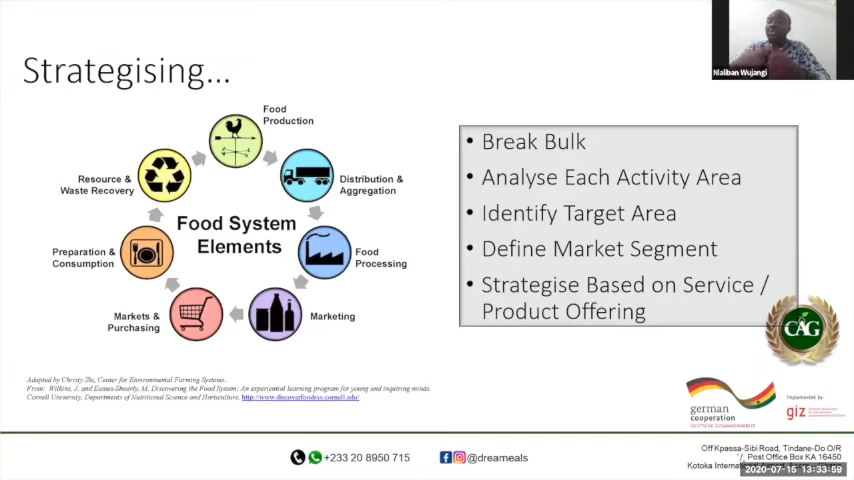 Nlaliban Wujangi
Strategising...
Food
Production
Distribution &
Aggregation
Food
Processing
Marketing
Markets &
Purchasing
Preparation &
Consumption
Resource &
Waste Recovery
Food System
Elements
• Break Bulk
• Analyse Each Activity Area
• Identify Target Area
• Define Market Segment
• Strategise Based on Service /
Product Offering
CAG
Adapted by Christy Shi, Center for Environmental Farming Systems.
From: Wilkins, J. and Eames-Sheavly, M. Discovering the Food System: An experiential learning program for young and inquiring minds.
Cornell University, Departments of Nutritional Science and Horticulture. http://www.discoverfoodsys.cornell.edu/
german
cooperation
DEUTSCHE ZUSAMMENARBEIT
Implemented by:
giz
+233 20 8950 715
@dreameals
Off Kpassa-Sibi Road, Tindane-Do O/R
Post Office Box KA 16450
Kotoka
2020-07-15 13:33:59